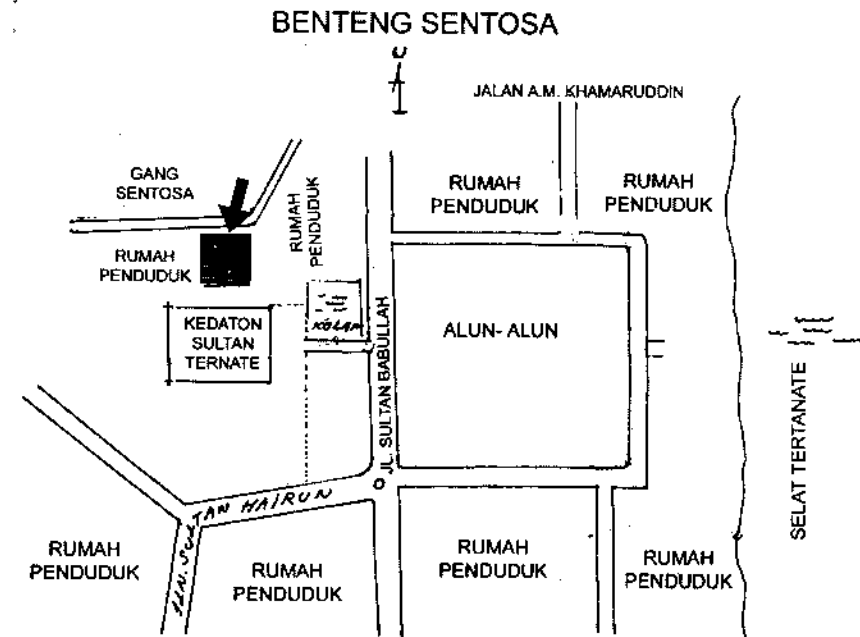 BENTENG SENTOSA
U
JALAN A.M. KHAMARUDDIN
GANG
SENTOSA
RUMAH
PENDUDUK
RUMAH
PENDUDUK
RUMAH
PENDUDUK
RUMAH
PENDUDUK
KOLAM
KEDATON
SULTAN
TERNATE
JL. SULTAN BABULLAH
ALUN- ALUN
SELAT TERTANATE
JLN. SULTAN HAIRUN
RUMAH
PENDUDUK
RUMAH
PENDUDUK
RUMAH
PENDUDUK
RUMAH
PENDUDUK